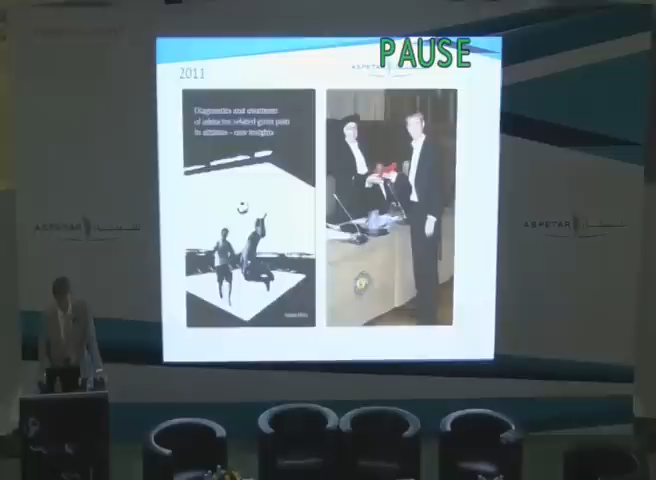 PAUSE
2011
ASPETAR
Diagnostics and treatment
of adductor-related groin pain
in athletes - new insights
ASPETAR
ASPETAR